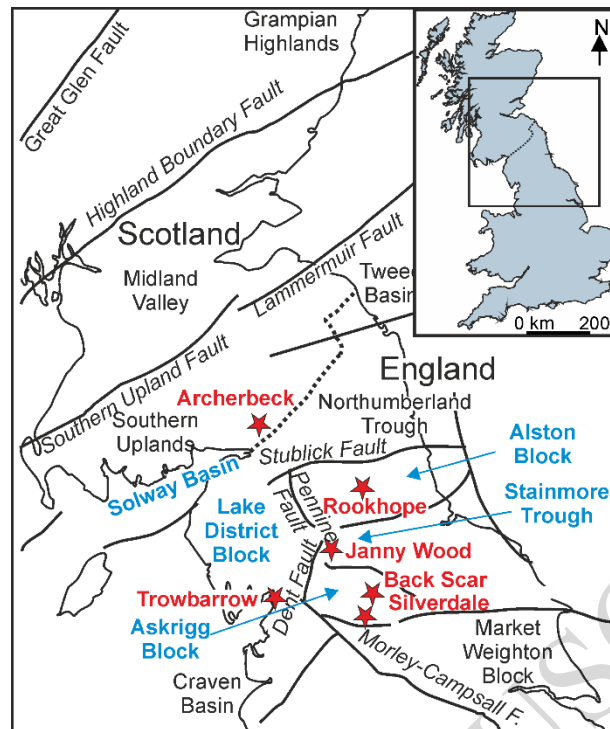 Grampian
Highlands
Great Glen Fault
Highland Boundary Fault
N
0 km 200
Scotland
Midland
Valley
Lammermuir Fault
Tweed
Basin
Southern Upland Fault
Archerbeck
England
Southern
Uplands
Northumberland
Trough
Stublick Fault
Solway Basin
Alston
Block
Pennine
Fault
Rookhope
Stainmore
Trough
Lake
District
Block
Janny Wood
Dent Fault
Back Scar
Silverdale
Trowbarrow
Askrigg
Block
Market
Weighton
Block
Morley-Campsall F.
Craven
Basin